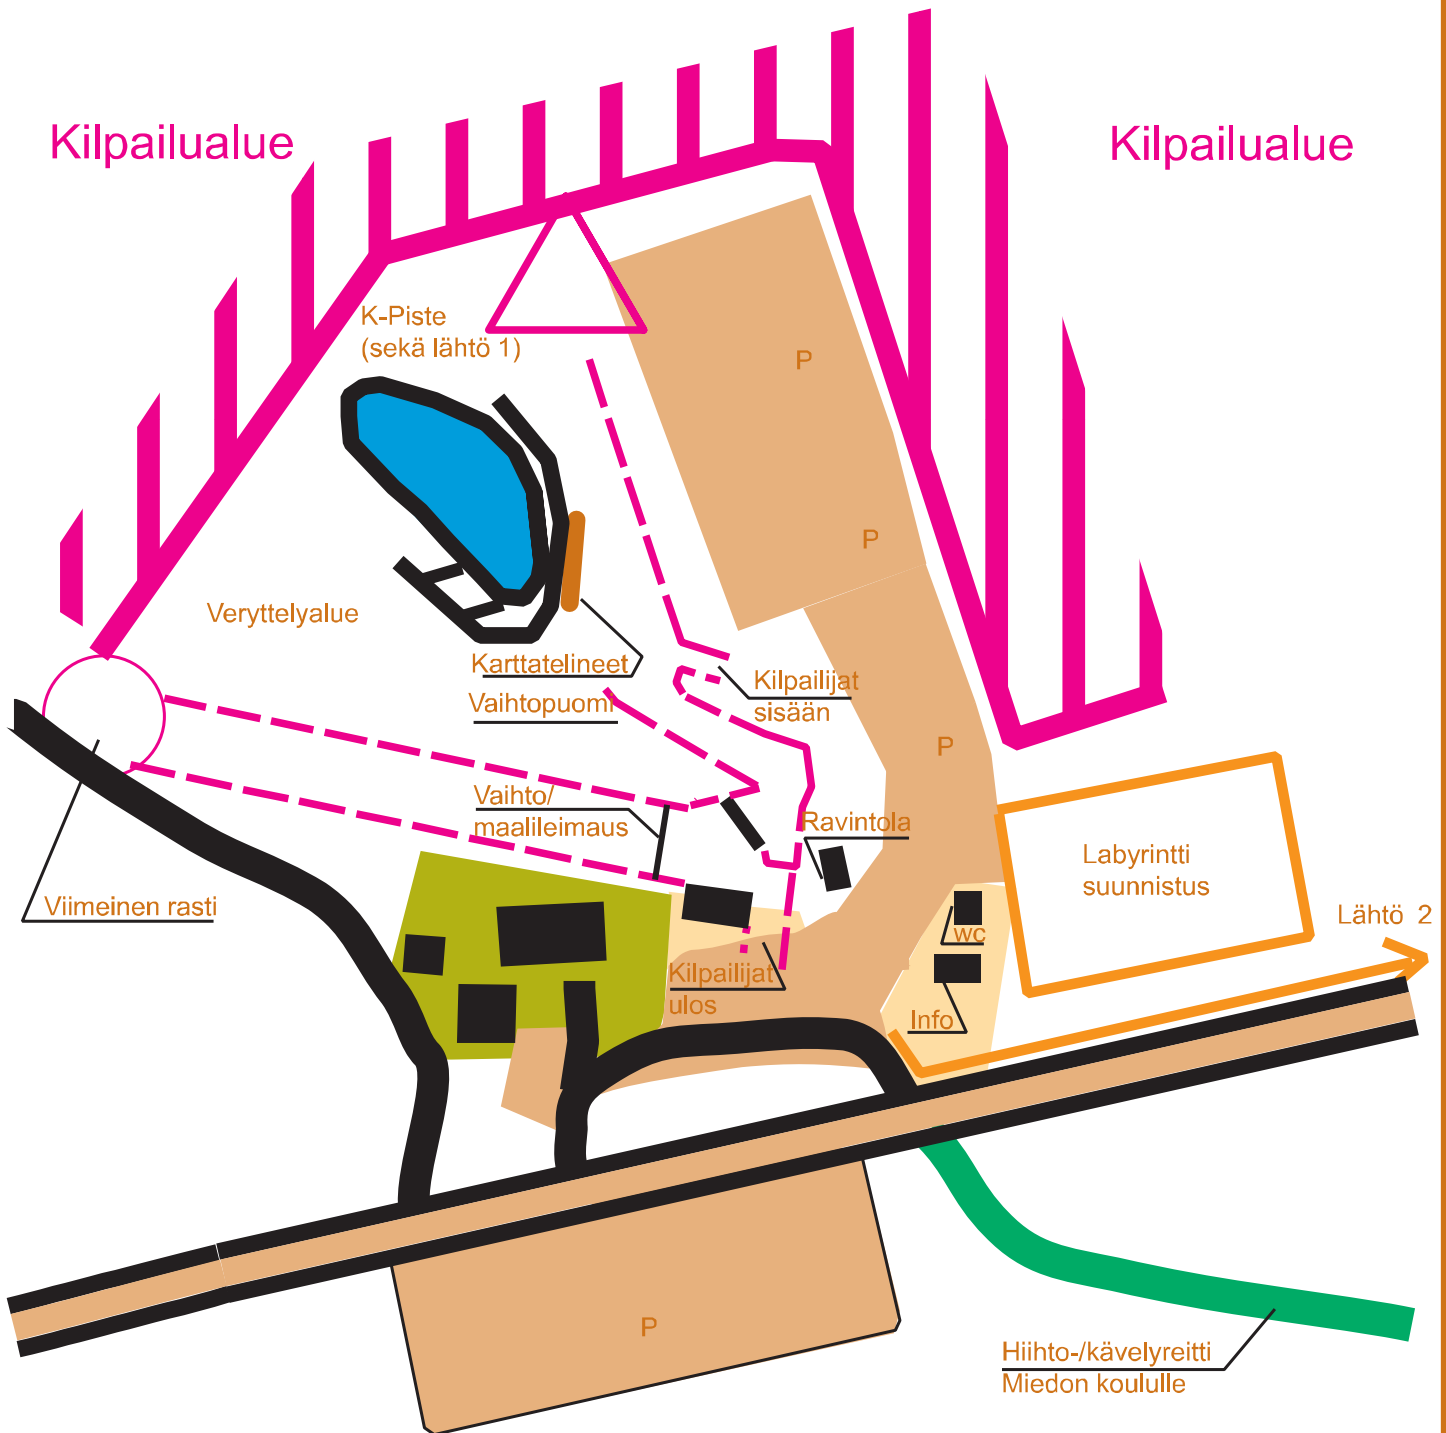 Kilpailualue
Kilpailualue
K-Piste
(sekä lähtö 1)
P
P
Veryttelyalue
Karttatelineet
Vaihtopuomi
Kilpailijat
sisään
P
Vaihto/
maalileimaus
Ravintola
Labyrintti
suunnistus
Viimeinen rasti
Lähtö 2
wc
Kilpailijat
ulos
Info
P
Hiihto-/kävelyreitti
Miedon koululle